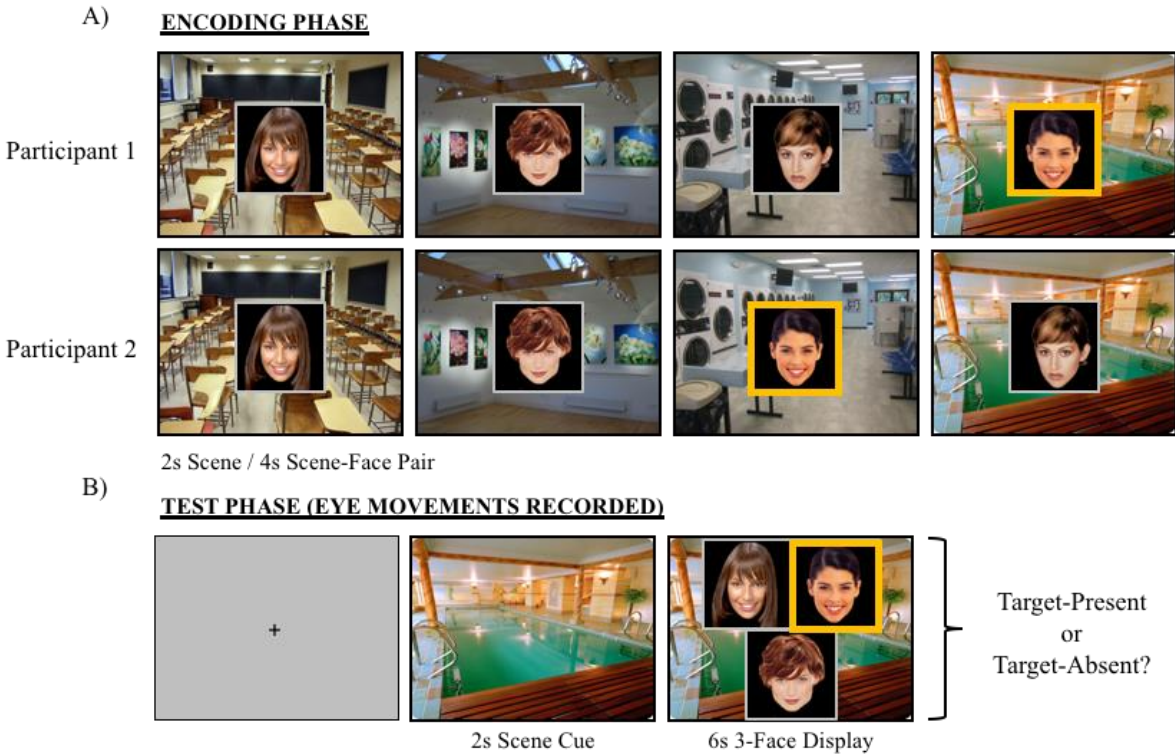 A)
ENCODING PHASE
Participant 1
Participant 2
2s Scene / 4s Scene-Face Pair
B)
TEST PHASE (EYE MOVEMENTS RECORDED)
+
2s Scene Cue
6s 3-Face Display
Target-Present
or
Target-Absent?